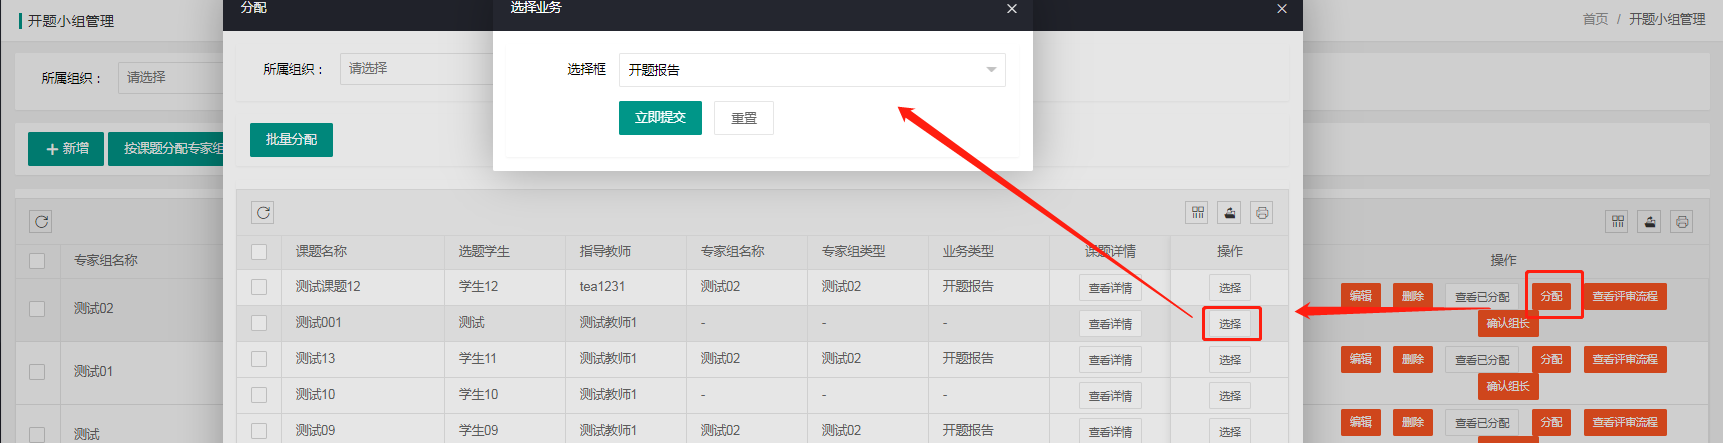 开题小组管理
首页 / 开题小组管理
所属组织： 请选择
新增
按课题分配专家组
专家组名称
测试02
测试01
测试
分配
所属组织： 请选择
批量分配
选择业务
选择框 开题报告
立即提交 重置
课题名称 选题学生 指导教师 专家组名称 专家组类型 业务类型 课题详情 操作
测试课题12 学生12 tea1231 测试02 测试02 开题报告 查看详情 选择
测试001 测试 测试教师1 - - - 查看详情 选择
测试13 学生11 测试教师1 测试02 测试02 开题报告 查看详情 选择
测试10 学生10 测试教师1 - - - 查看详情 选择
测试09 学生09 测试教师1 测试02 测试02 开题报告 查看详情 选择
操作
编辑 删除 查看已分配 分配 查看评审流程
确认组长
编辑 删除 查看已分配 分配 查看评审流程
确认组长
编辑 删除 查看已分配 分配 查看评审流程